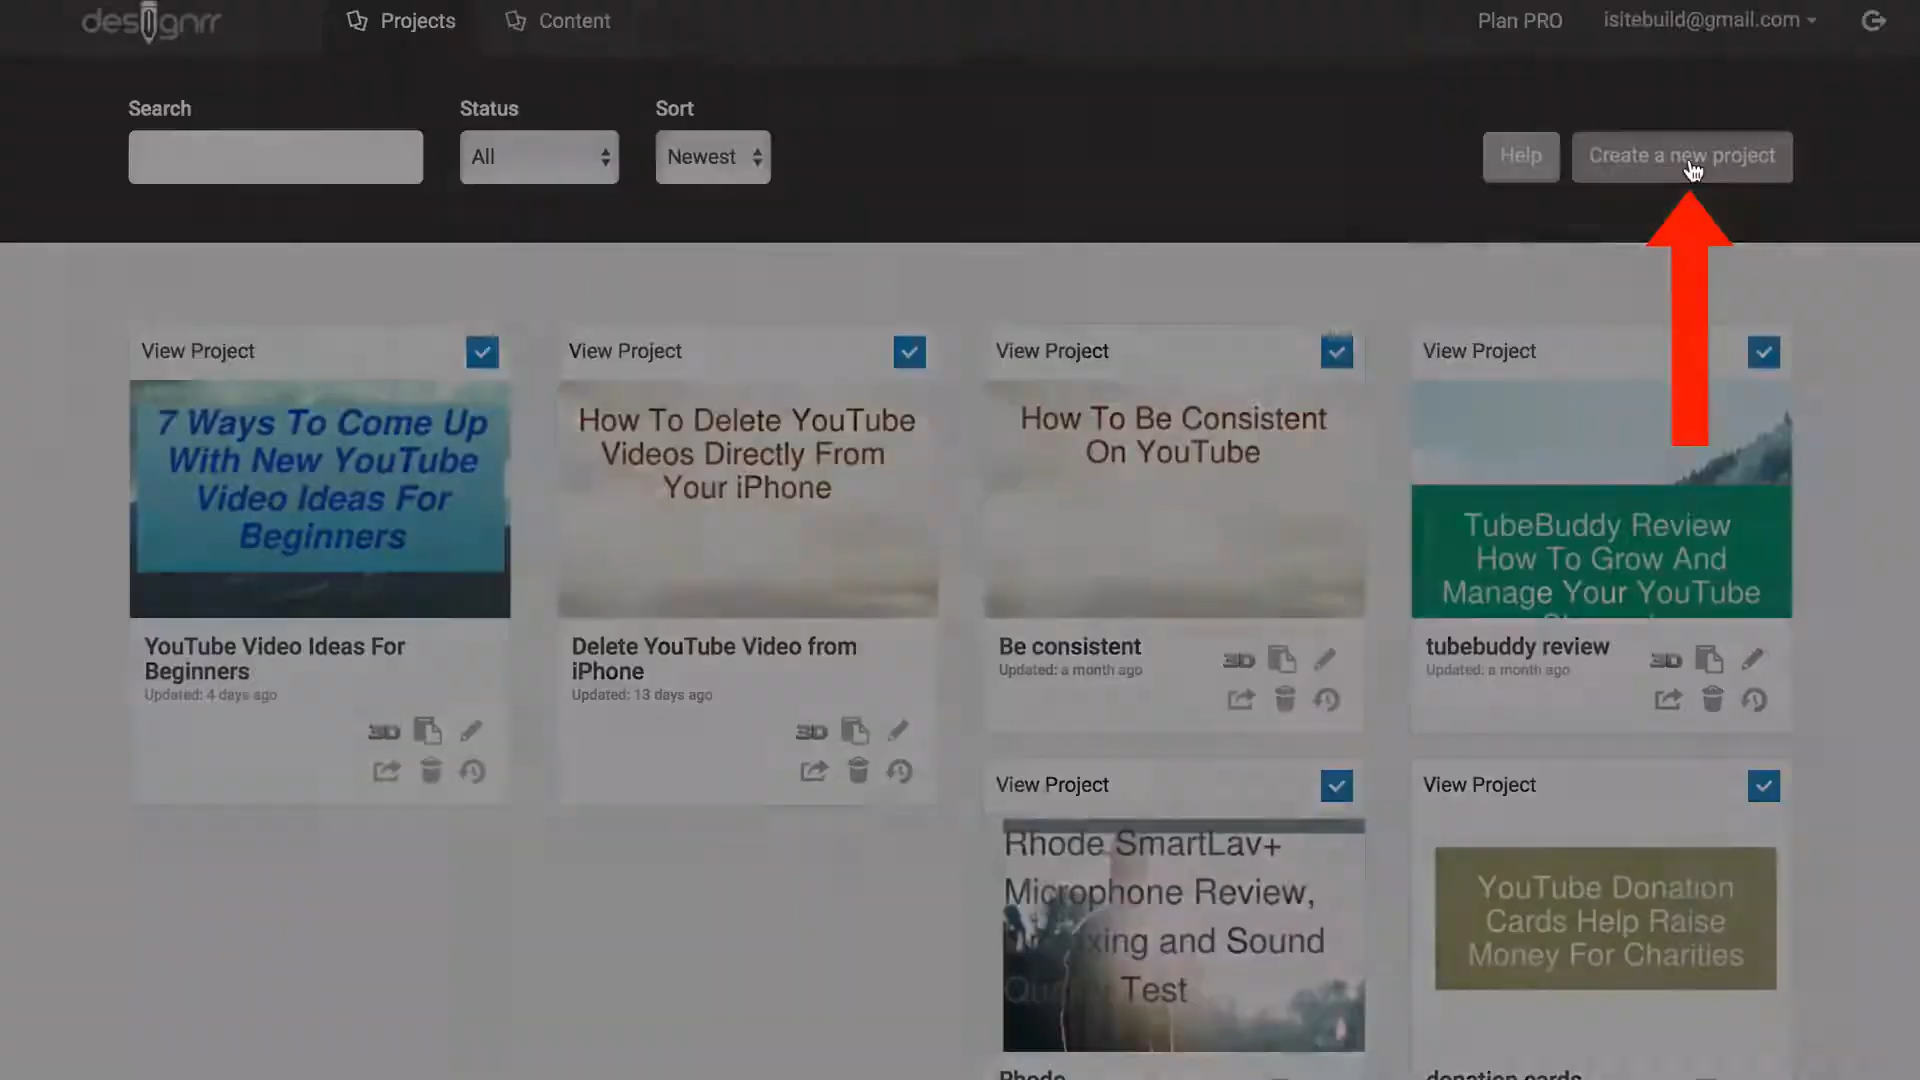 designrr
Projects
Content
Plan PRO
isitebuild@gmail.com
Search
Status
Sort
All
Newest
Help
Create a new project
View Project
View Project
View Project
View Project
7 Ways To Come Up
With New YouTube
Video Ideas For
Beginners
How To Delete YouTube
Videos Directly From
Your iPhone
How To Be Consistent
On YouTube
TubeBuddy Review
How To Grow And
Manage Your YouTube
YouTube Video Ideas For
Beginners
Updated: 4 days ago
3D
Delete YouTube Video from
iPhone
Updated: 13 days ago
3D
Be consistent
Updated: a month ago
3D
tubebuddy review
Updated: a month ago
3D
View Project
View Project
Rhode SmartLav+
Microphone Review,
and Sound
Test
YouTube Donation
Cards Help Raise
Money For Charities
Rhode
donation cards